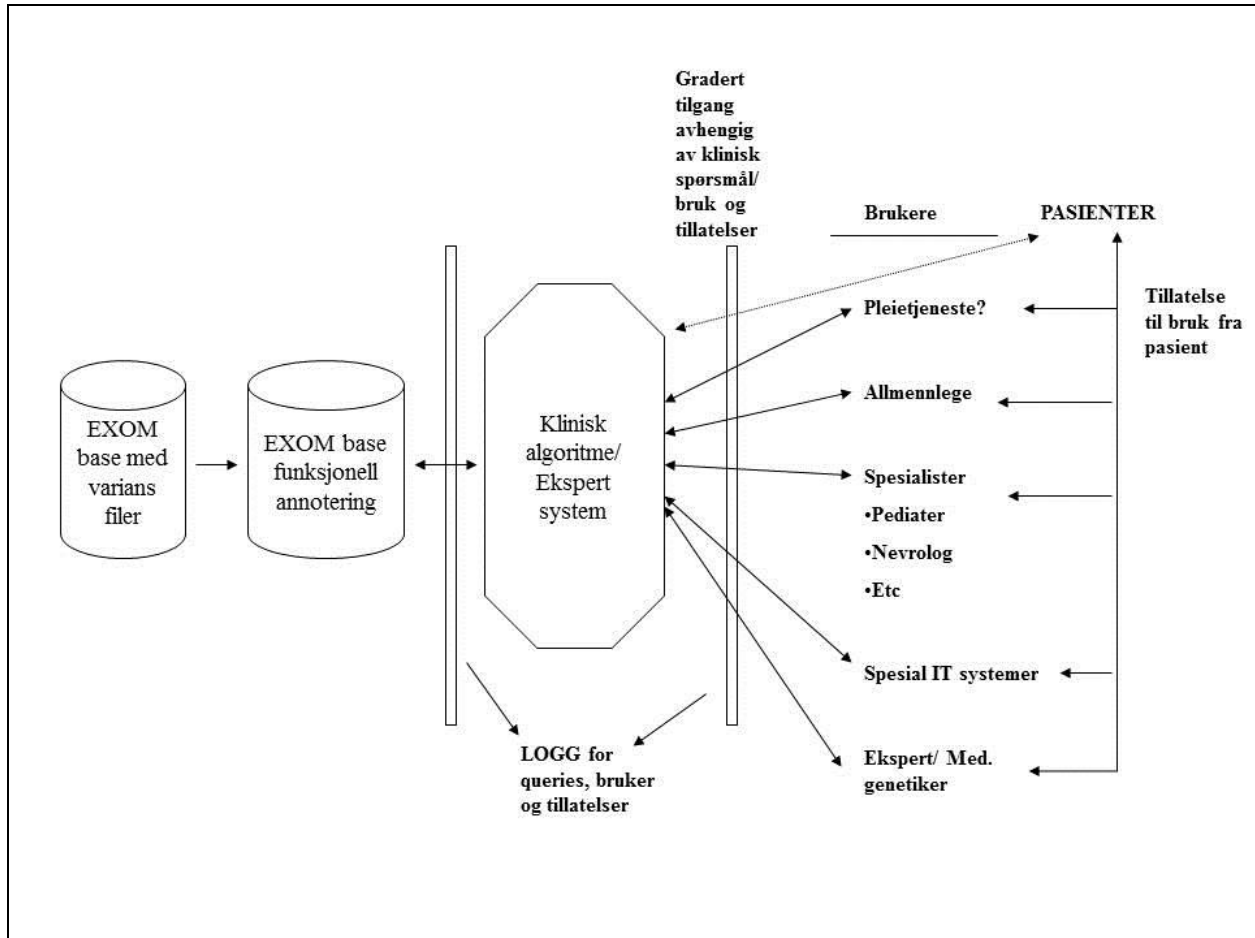 Gradert
tilgang
avhengig
av klinisk
spørsmål/
bruk og
tillatelser
Brukere
PASIENTER
Pleietjeneste?
Tillatelse
til bruk fra
pasient
Allmennlege
EXOM
base med
varians
filer
EXOM base
funksjonell
annotering
Klinisk
algoritme/
Ekspert
system
Spesialister
•Pediater
•Nevrolog
•Etc
Spesial IT systemer
LOGG for
queries, bruker
og tillatelser
Ekspert/ Med.
genetiker